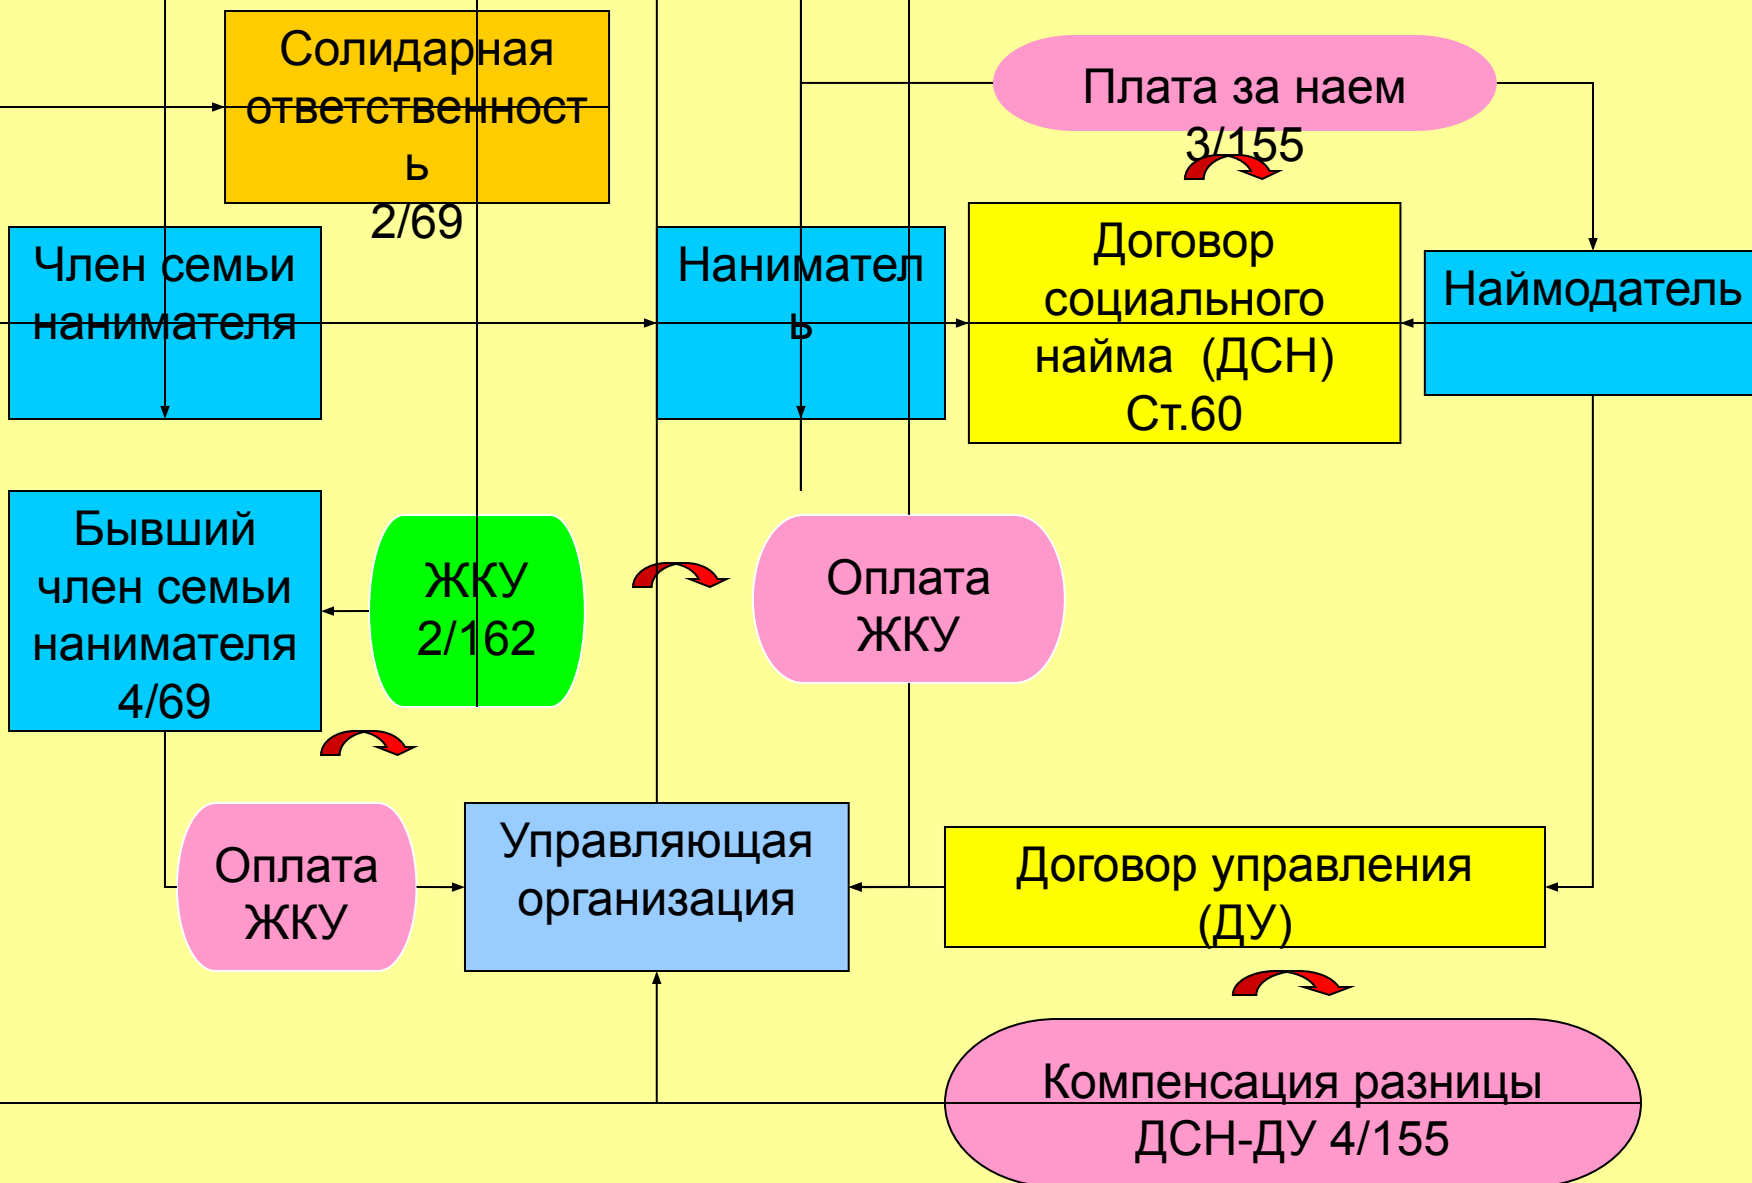 Солидарная
ответственност
ь
2/69
Плата за наем
3/155
Член семьи
нанимателя
Нанимател
ь
Договор
социального
найма (ДСН)
Ст.60
Наймодатель
Бывший
член семьи
нанимателя
4/69
ЖКУ
2/162
Оплата
ЖКУ
Оплата
ЖКУ
Управляющая
организация
Договор управления
(ДУ)
Компенсация разницы
ДСН-ДУ 4/155